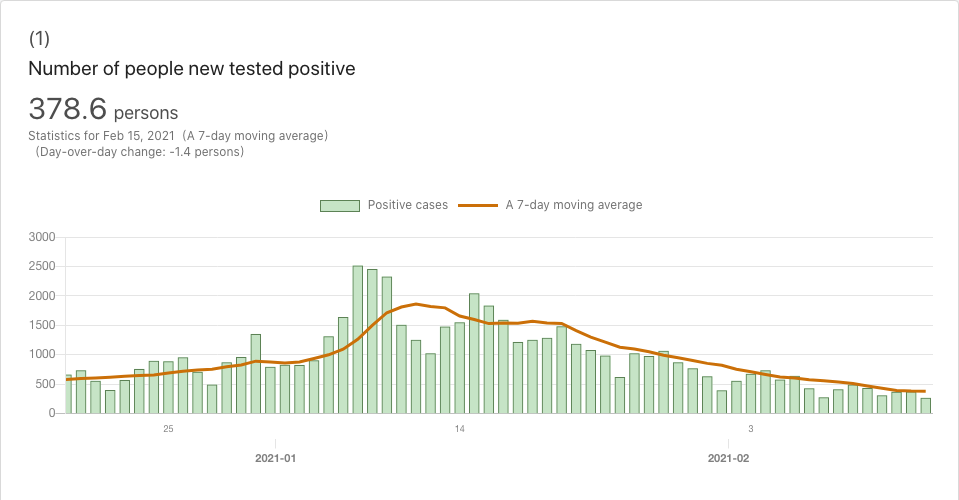 (1)
Number of people new tested positive
378.6 persons
Statistics for Feb 15, 2021 (A 7-day moving average)
(Day-over-day change: -1.4 persons)
Positive cases A 7-day moving average
3000
2500
2000
1500
1000
500
0
25 14 3
2021-01 2021-02